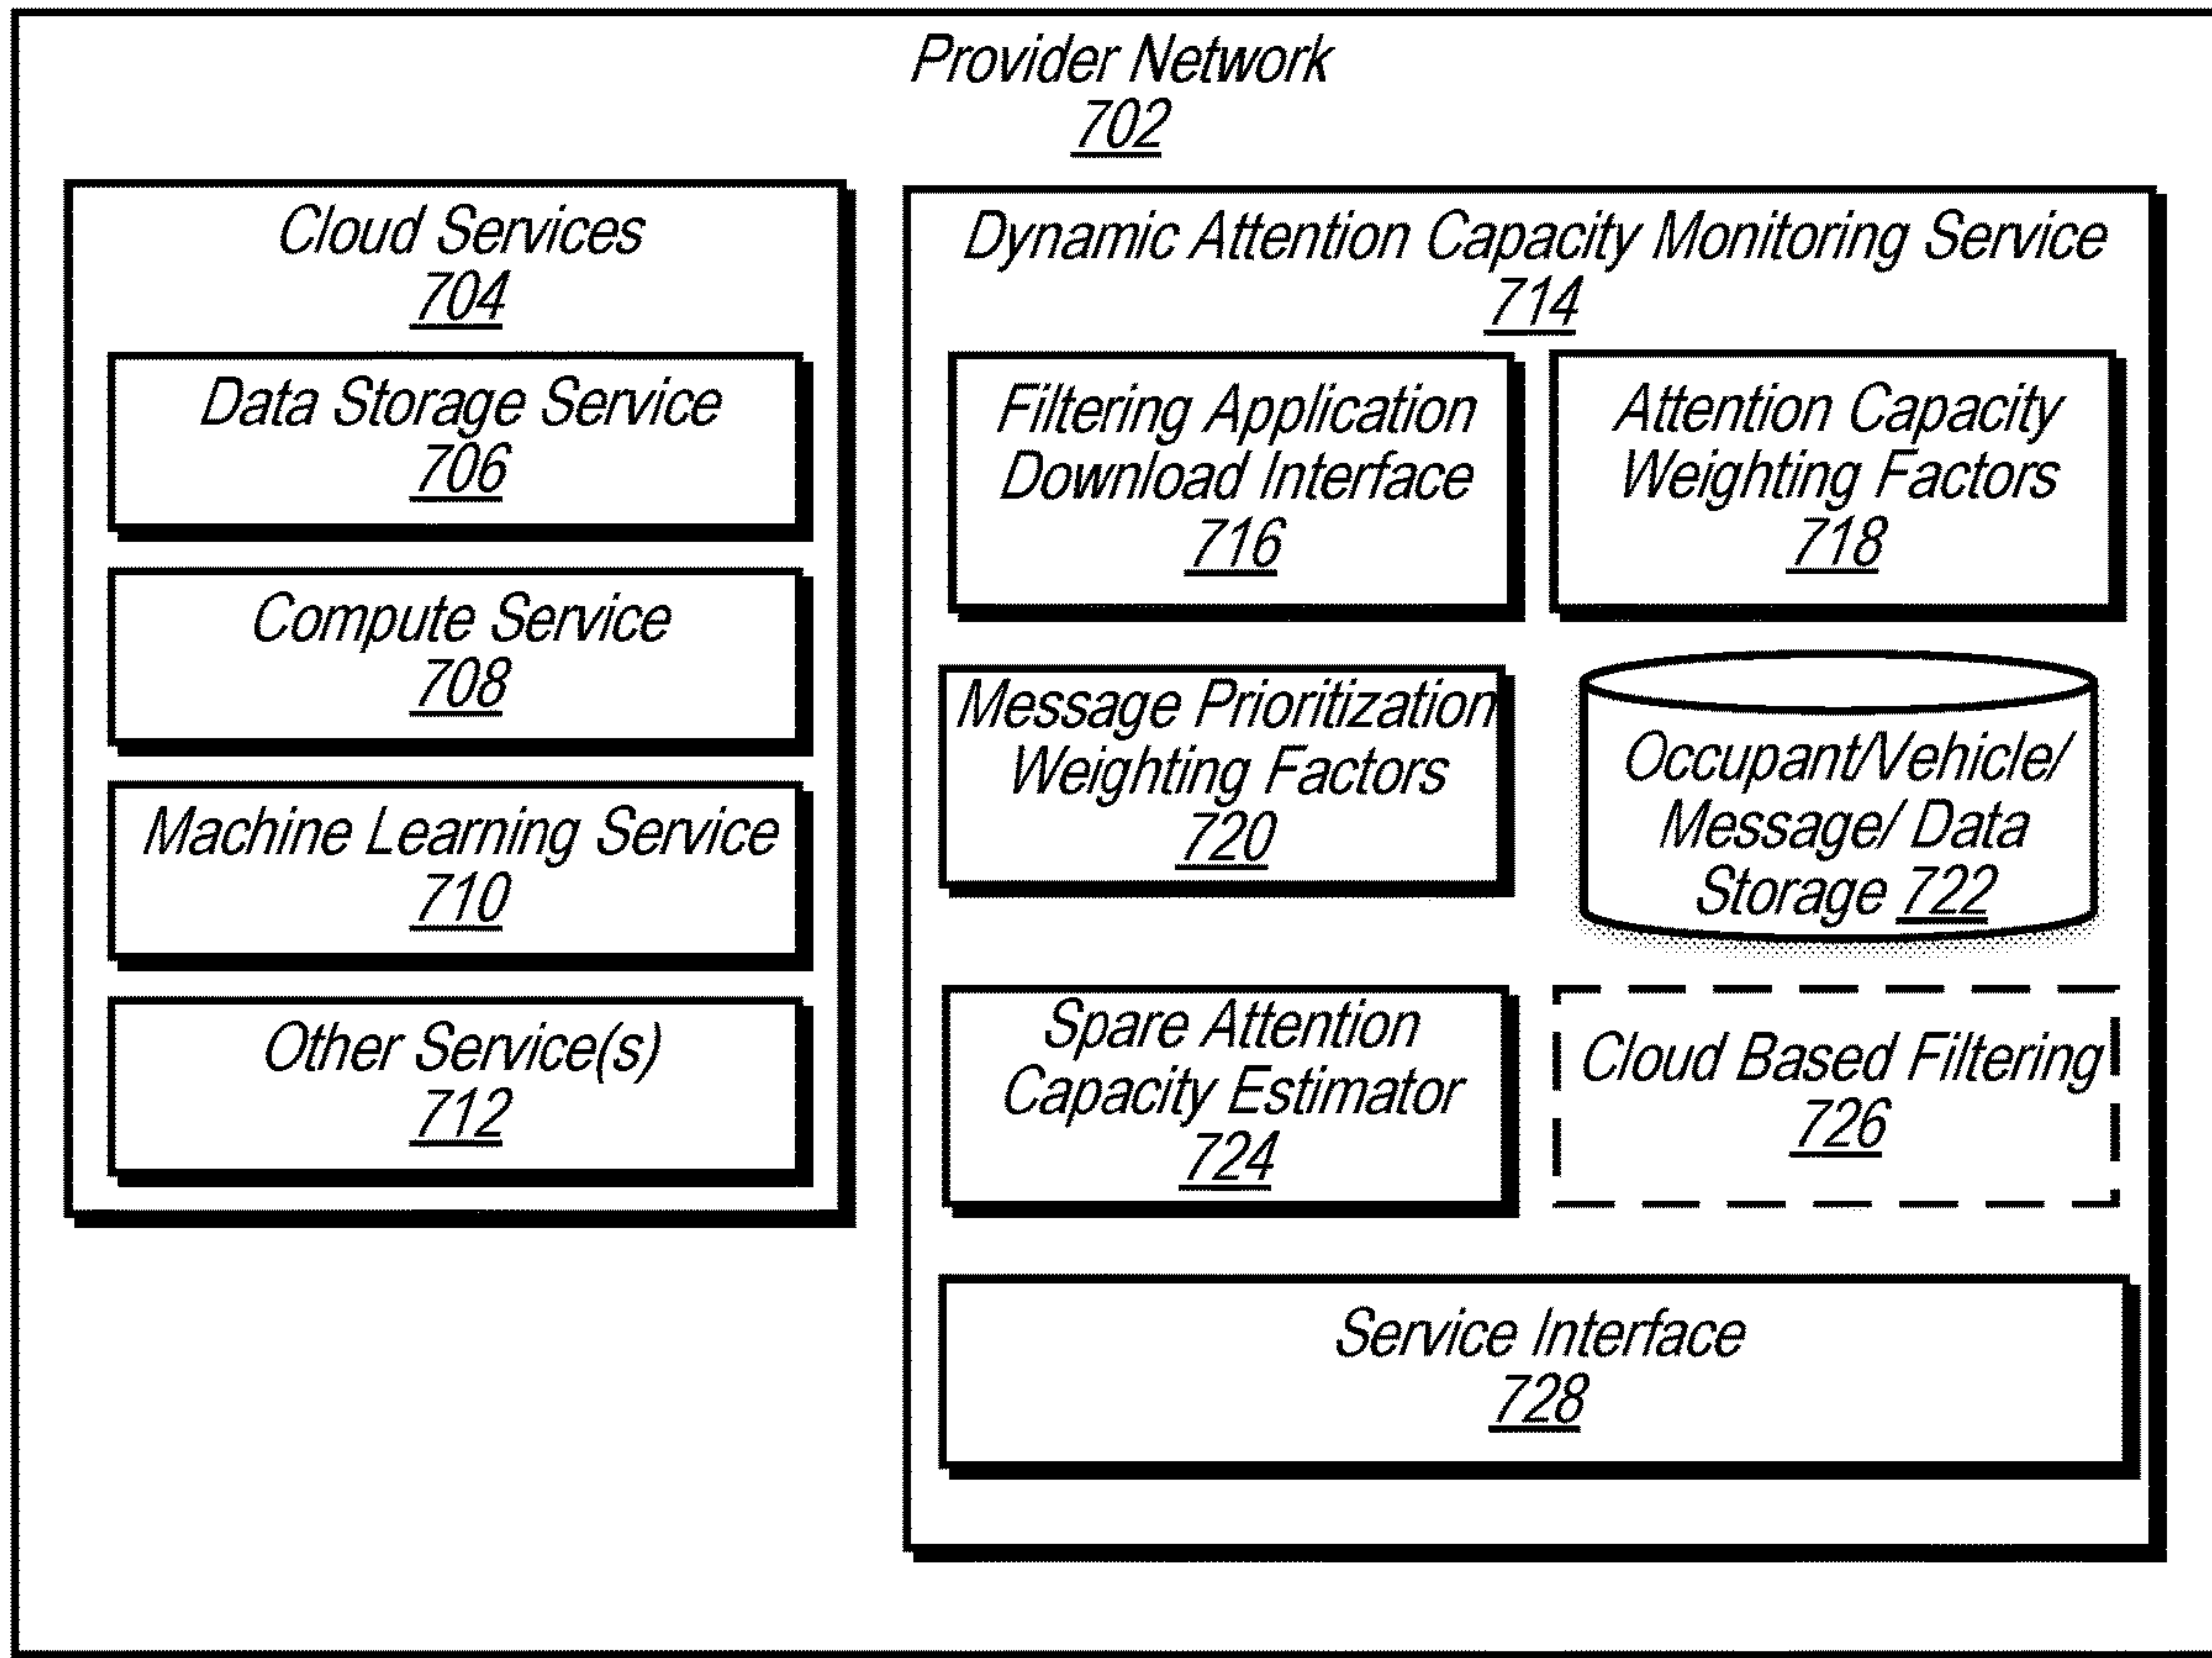 Provider Network
702
Cloud Services
704
Data Storage Service
706
Compute Service
708
Machine Learning Service
710
Other Service(s)
712
Dynamic Attention Capacity Monitoring Service
714
Filtering Application
Download Interface
716
Attention Capacity
Weighting Factors
718
Message Prioritization
Weighting Factors
720
Occupant/Vehicle/
Message/ Data
Storage 722
Spare Attention
Capacity Estimator
724
Cloud Based Filtering
726
Service Interface
728